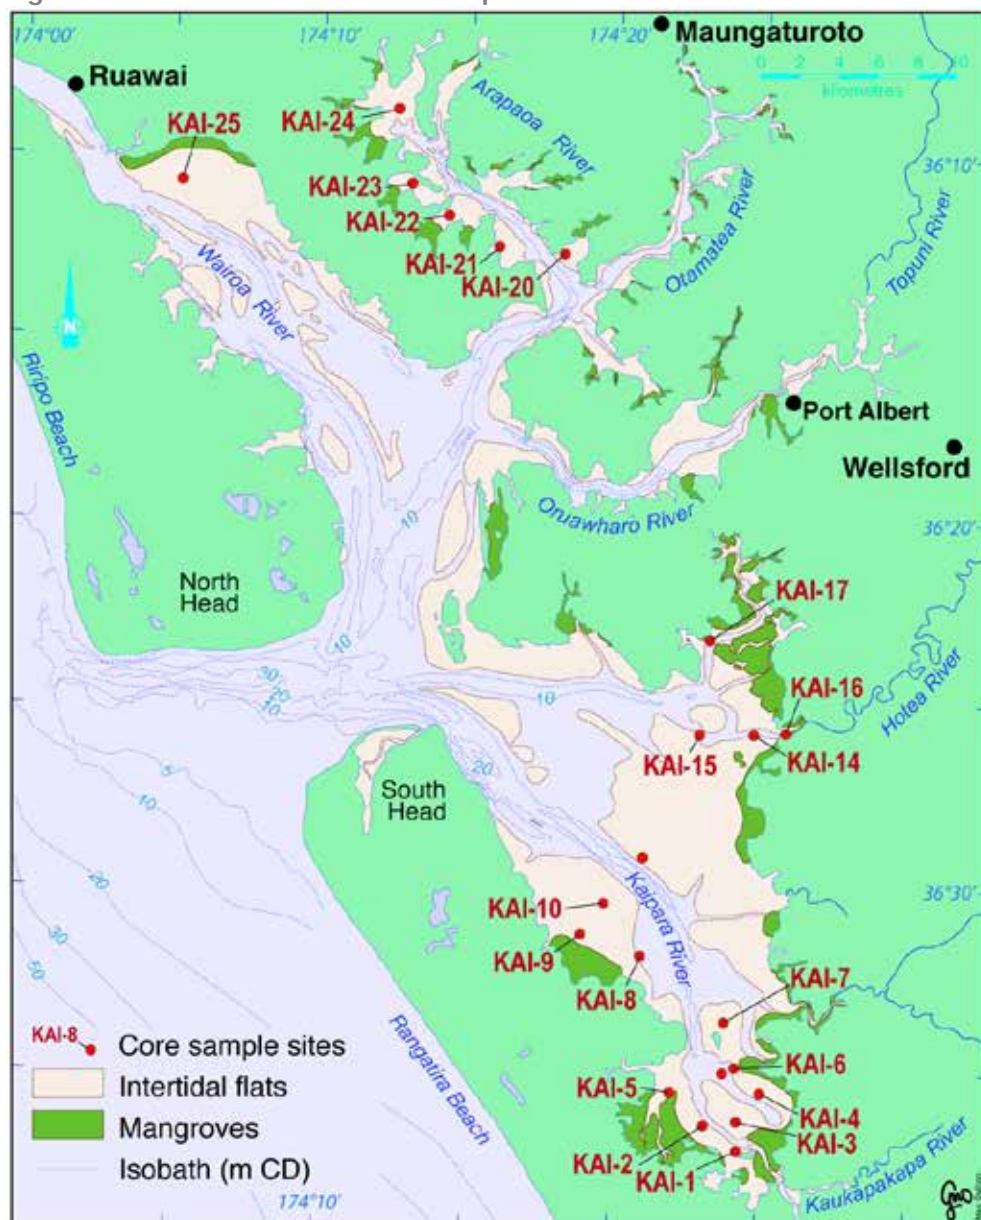 174°00'
174°10'
174°20'
Maungaturoto
0 2 4 6 8 10
kilometres
Ruawai
KAI-25
KAI-24
Arapaoa River
36°10'
KAI-23
KAI-22
KAI-21
KAI-20
Otamatea River
Topuni River
Wairoa River
N
Riripo Beach
Port Albert
Wellsford
10
Oruawharo River
36°20'
North
Head
KAI-17
10
30
20
10
10
KAI-16
Hotea River
KAI-15
KAI-14
5
10
20
South
Head
20
30
50
Kaipara River
36°30'
KAI-10
KAI-9
KAI-8
KAI-7
Rangatira Beach
KAI-6
KAI-5
KAI-4
KAI-3
KAI-2
KAI-1
Kaukapakapa River
KAI-8
Core sample sites
Intertidal flats
Mangroves
Isobath (m CD)
174°10'